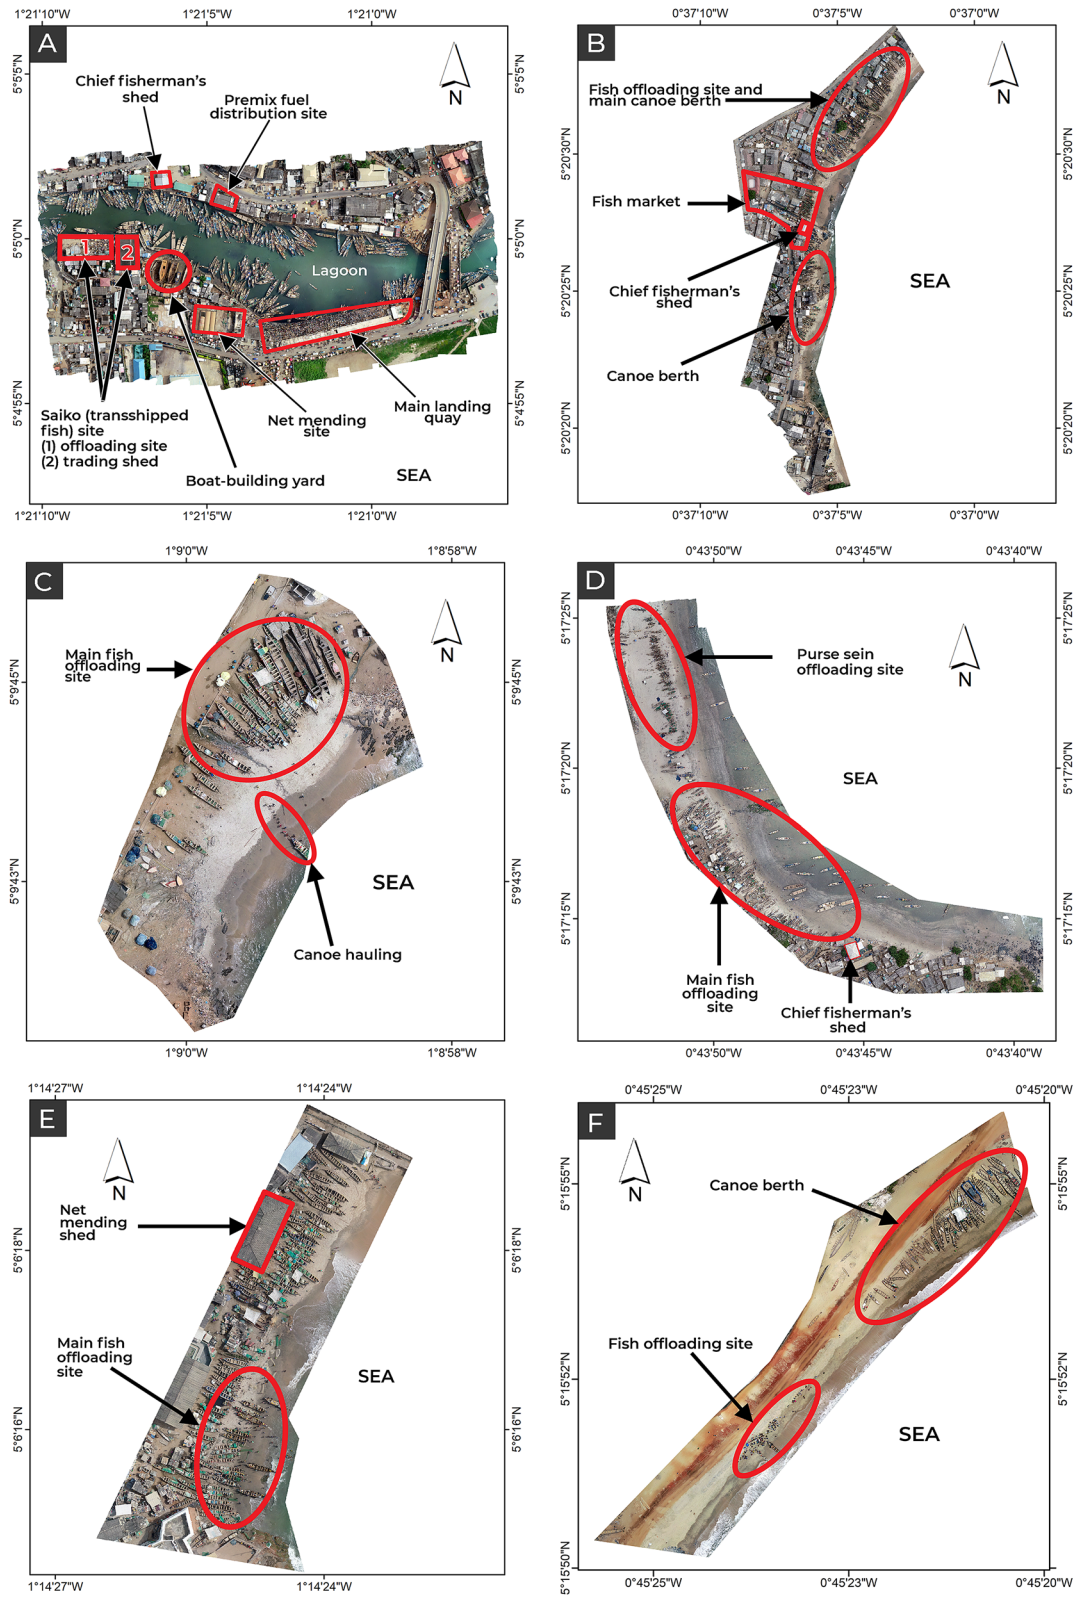 1°21'10"W 1°21'5"W 1°21'0"W
A
5°5'5"N
5°5'5"N
Chief fisherman's
shed
Premix fuel
distribution site
N
5°5'0"N
5°5'0"N
1
2
Lagoon
5°4'55"N
5°4'55"N
Saiko (transshipped
fish) site
(1) offloading site
(2) trading shed
Net mending
site
Main landing
quay
Boat-building yard
SEA
1°21'10"W 1°21'5"W 1°21'0"W
0°37'10"W 0°37'5"W 0°37'0"W
B
Fish offloading site and
main canoe berth
N
5°20'30"N
5°20'30"N
Fish market
Chief fisherman's
shed
SEA
5°20'25"N
5°20'25"N
Canoe berth
5°20'20"N
5°20'20"N
0°37'10"W 0°37'5"W 0°37'0"W
1°9'0"W 1°8'58"W
C
N
Main fish
offloading
site
5°9'45"N
5°9'45"N
SEA
5°9'43"N
5°9'43"N
Canoe hauling
1°9'0"W 1°8'58"W
0°43'50"W 0°43'45"W 0°43'40"W
D
5°17'25"N
5°17'25"N
Purse sein
offloading site
N
5°17'20"N
5°17'20"N
SEA
5°17'15"N
5°17'15"N
Main fish
offloading
site
Chief fisherman's
shed
0°43'50"W 0°43'45"W 0°43'40"W
1°14'27"W 1°14'24"W
E
N
Net
mending
shed
5°6'18"N
5°6'18"N
Main fish
offloading
site
SEA
5°6'16"N
5°6'16"N
1°14'27"W 1°14'24"W
0°45'25"W 0°45'23"W 0°45'20"W
F
N
Canoe berth
5°15'55"N
5°15'55"N
Fish offloading site
5°15'52"N
5°15'52"N
SEA
5°15'50"N
5°15'50"N
0°45'25"W 0°45'23"W 0°45'20"W